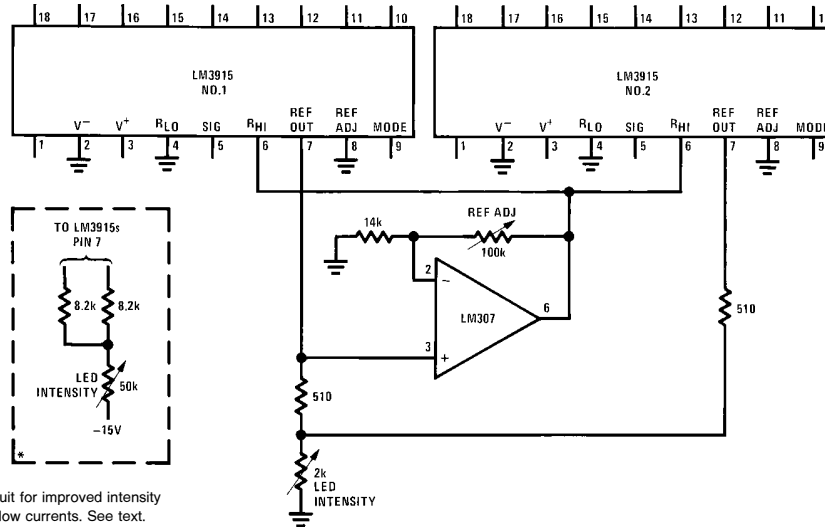 18 17 16 15 14 13 12 11 10
LM3915
NO.1
V− V+ RLO SIG RHI REF OUT REF ADJ MODE
1 2 3 4 5 6 7 8 9
18 17 16 15 14 13 12 11
LM3915
NO.2
V− V+ RLO SIG RHI REF OUT REF ADJ
1 2 3 4 5 6 7 8 9
TO LM3915s
PIN 7
8.2k 8.2k
LED
INTENSITY
50k
−15V
*
14k
REF ADJ
100k
2
−
LM307
6
3
+
510
510
2k
LED
INTENSITY
uit for improved intensity
low currents. See text.